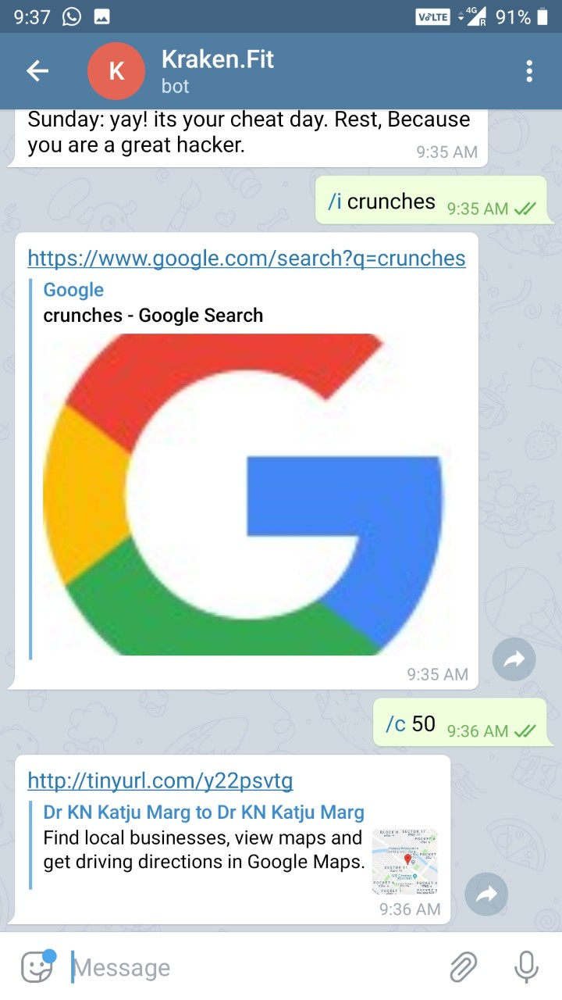 9:37
VoLTE 4G R 91%
K
Kraken.Fit
bot
Sunday: yay! its your cheat day. Rest, Because
you are a great hacker.
9:35 AM
/i crunches 9:35 AM
https://www.google.com/search?q=crunches
Google
crunches - Google Search
9:35 AM
/c 50 9:36 AM
http://tinyurl.com/y22psvtg
Dr KN Katju Marg to Dr KN Katju Marg
Find local businesses, view maps and
get driving directions in Google Maps.
9:36 AM
Message